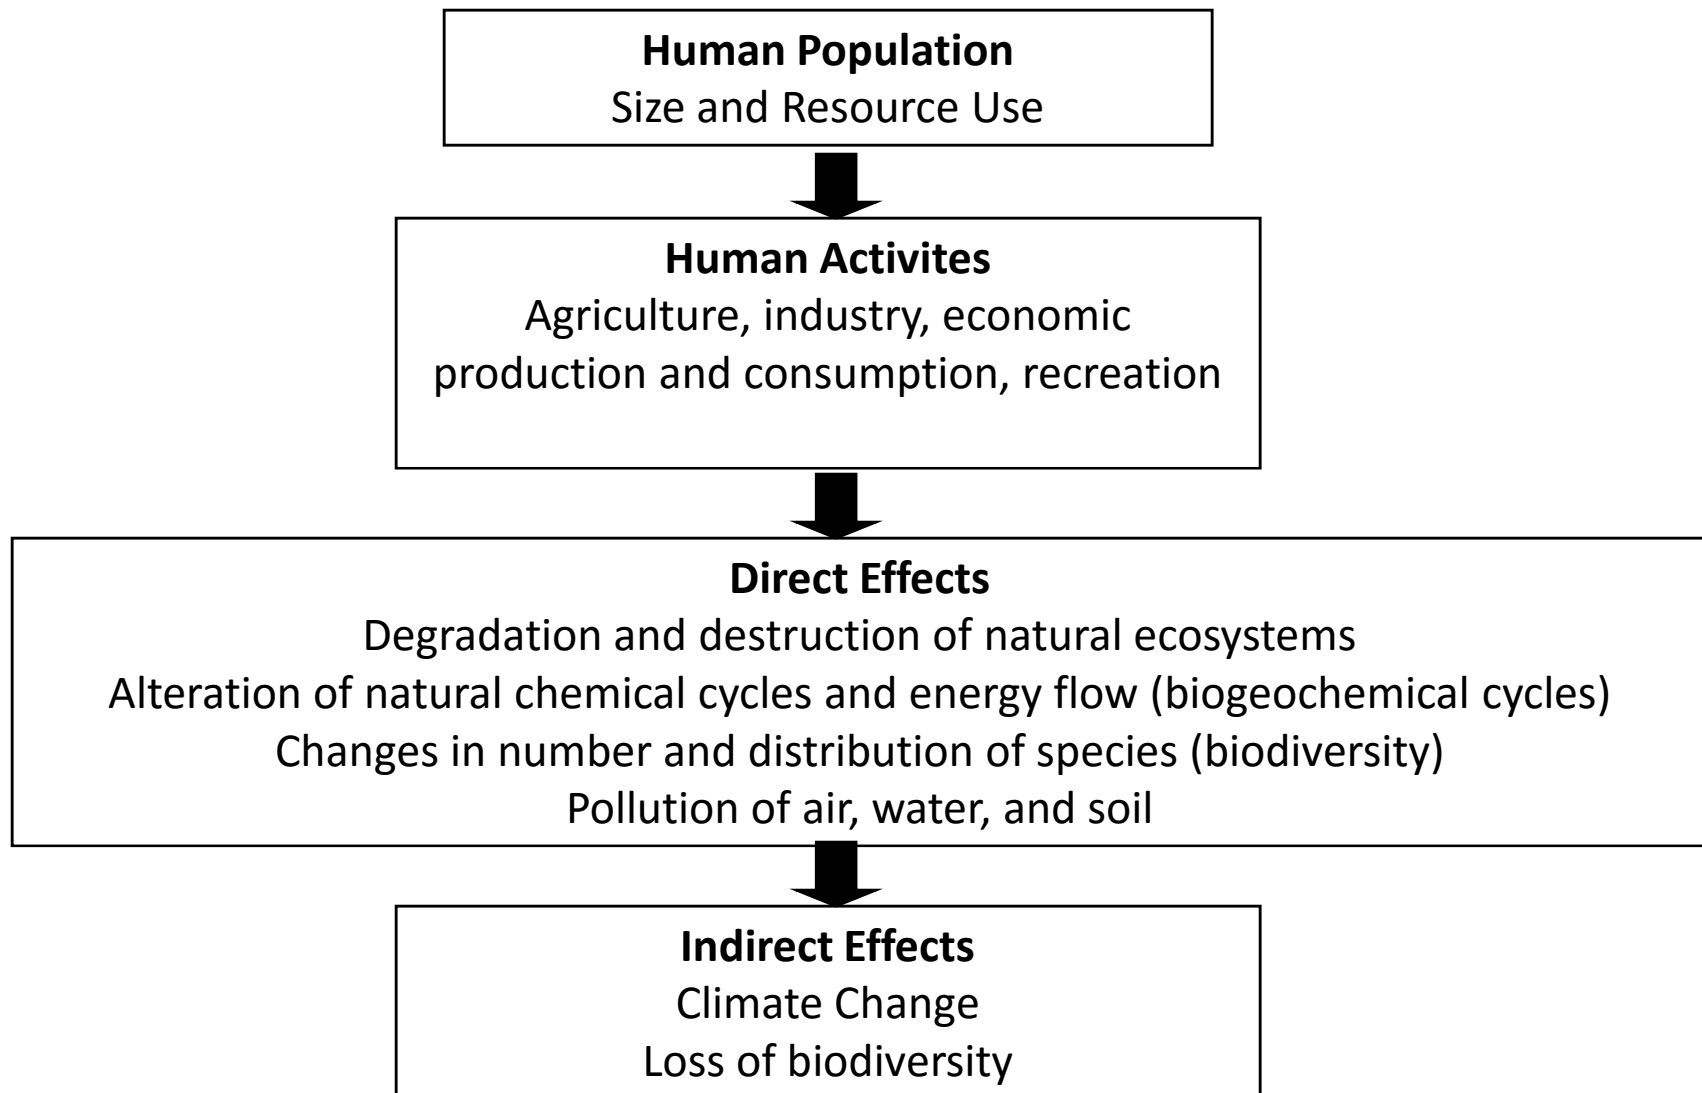 Human Population
Size and Resource Use
Human Activites
Agriculture, industry, economic
production and consumption, recreation
Direct Effects
Degradation and destruction of natural ecosystems
Alteration of natural chemical cycles and energy flow (biogeochemical cycles)
Changes in number and distribution of species (biodiversity)
Pollution of air, water, and soil
Indirect Effects
Climate Change
Loss of biodiversity